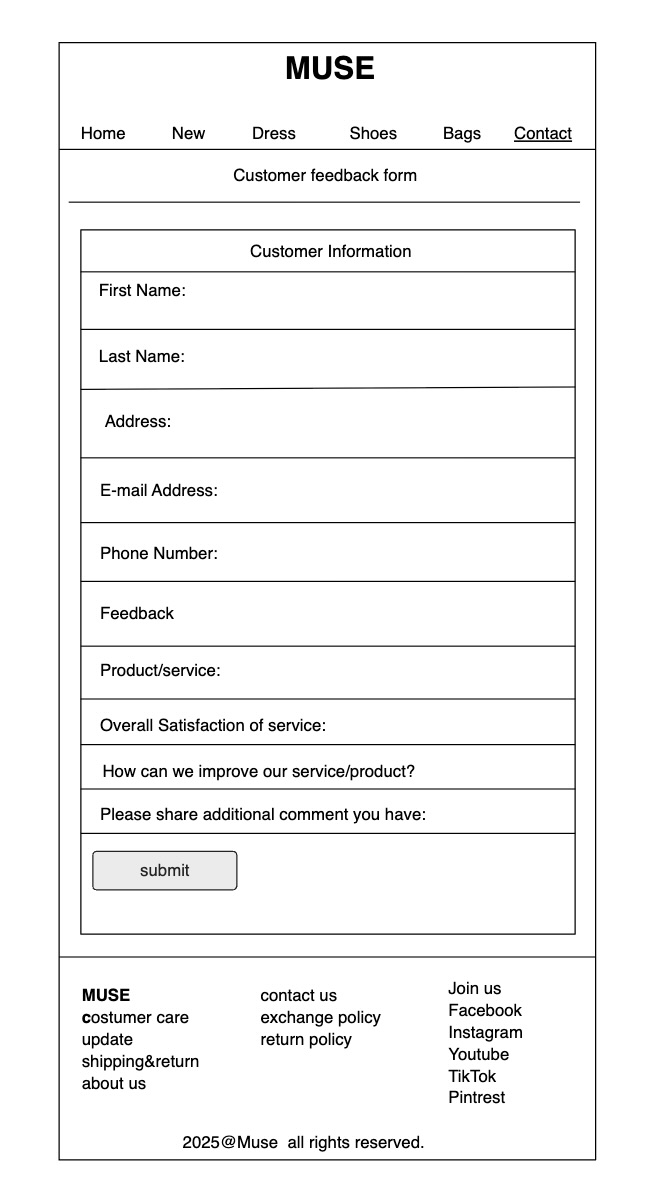 MUSE
Home New Dress Shoes Bags Contact
Customer feedback form
Customer Information
First Name:
Last Name:
Address:
E-mail Address:
Phone Number:
Feedback
Product/service:
Overall Satisfaction of service:
How can we improve our service/product?
Please share additional comment you have:
submit
MUSE
costumer care
update
shipping&return
about us
contact us
exchange policy
return policy
Join us
Facebook
Instagram
Youtube
TikTok
Pintrest
2025@Muse all rights reserved.